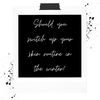 Should you
switch up your
skin routine in
the winter?